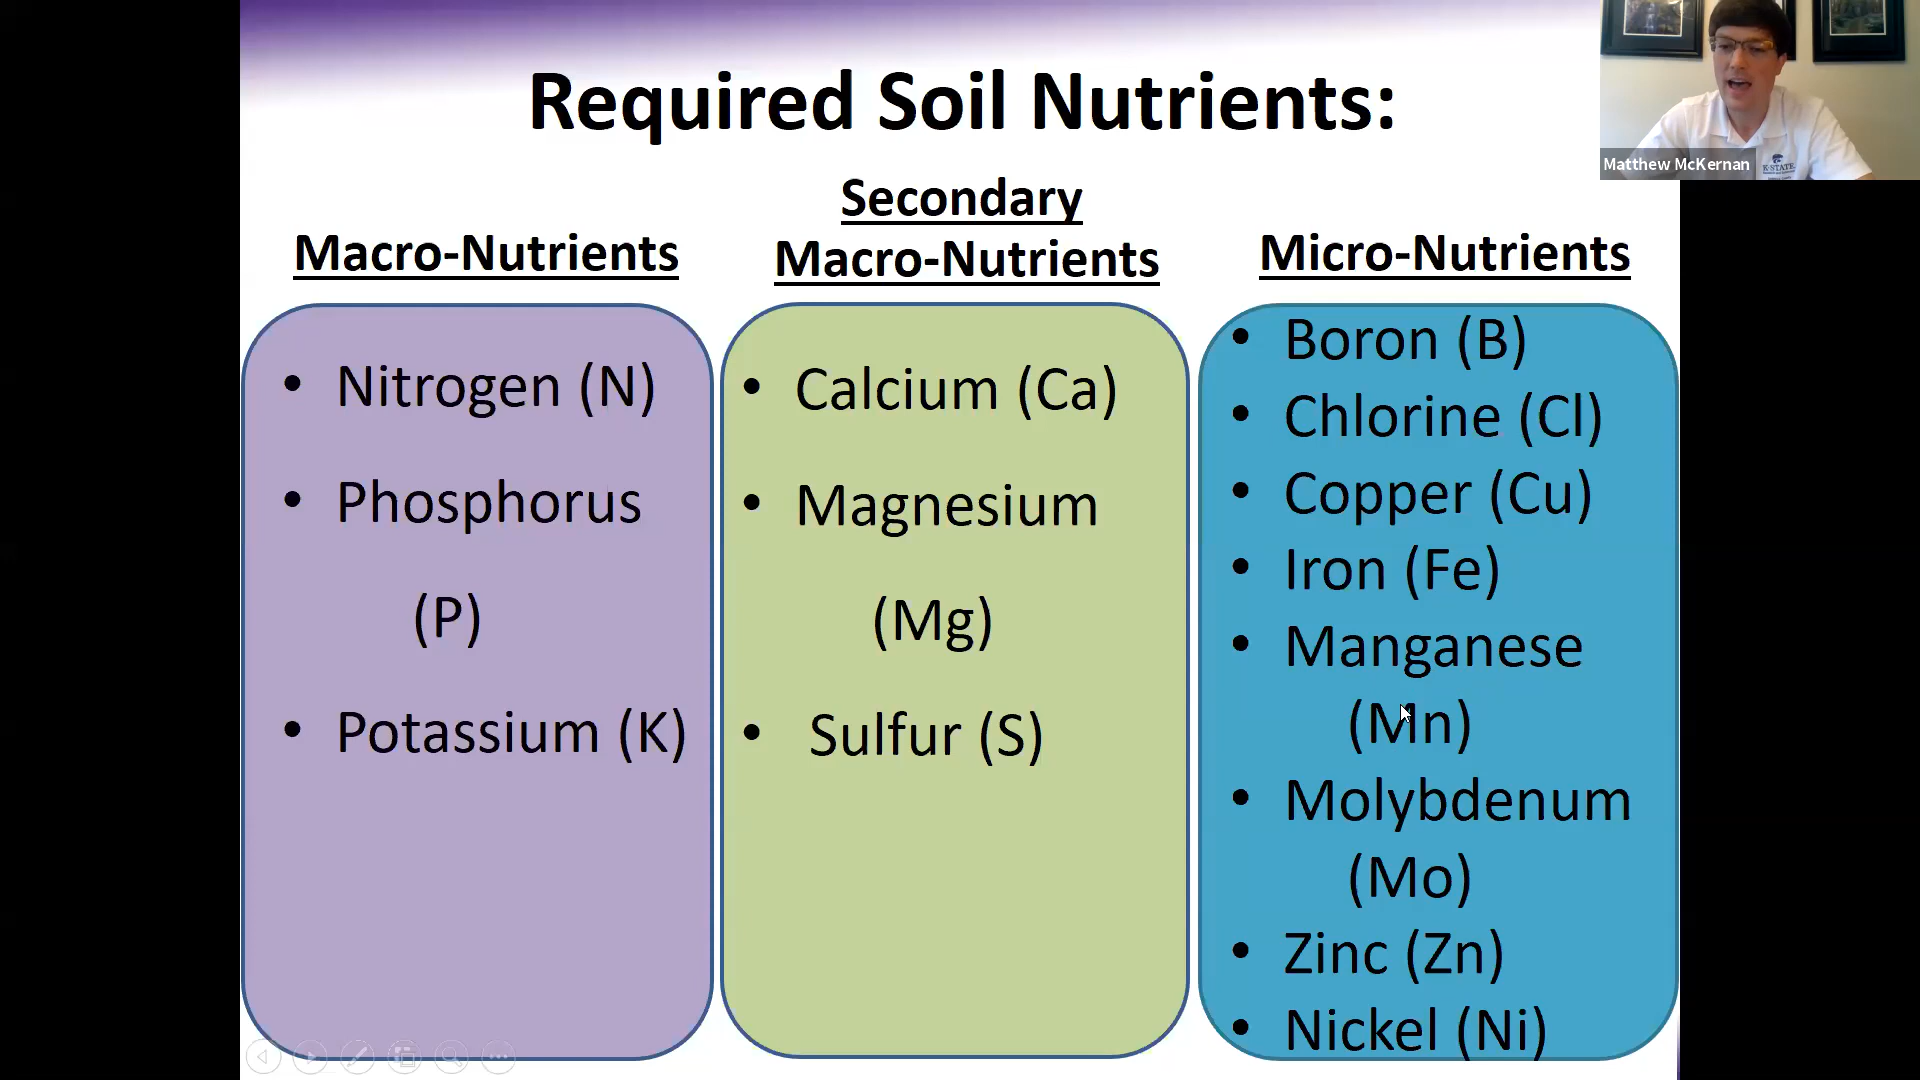 Required Soil Nutrients:
Matthew McKernan
K-STATE
Macro-Nutrients
• Nitrogen (N)
• Phosphorus
(P)
• Potassium (K)
Secondary
Macro-Nutrients
• Calcium (Ca)
• Magnesium
(Mg)
• Sulfur (S)
Micro-Nutrients
• Boron (B)
• Chlorine (Cl)
• Copper (Cu)
• Iron (Fe)
• Manganese
(Mn)
• Molybdenum
(Mo)
• Zinc (Zn)
• Nickel (Ni)